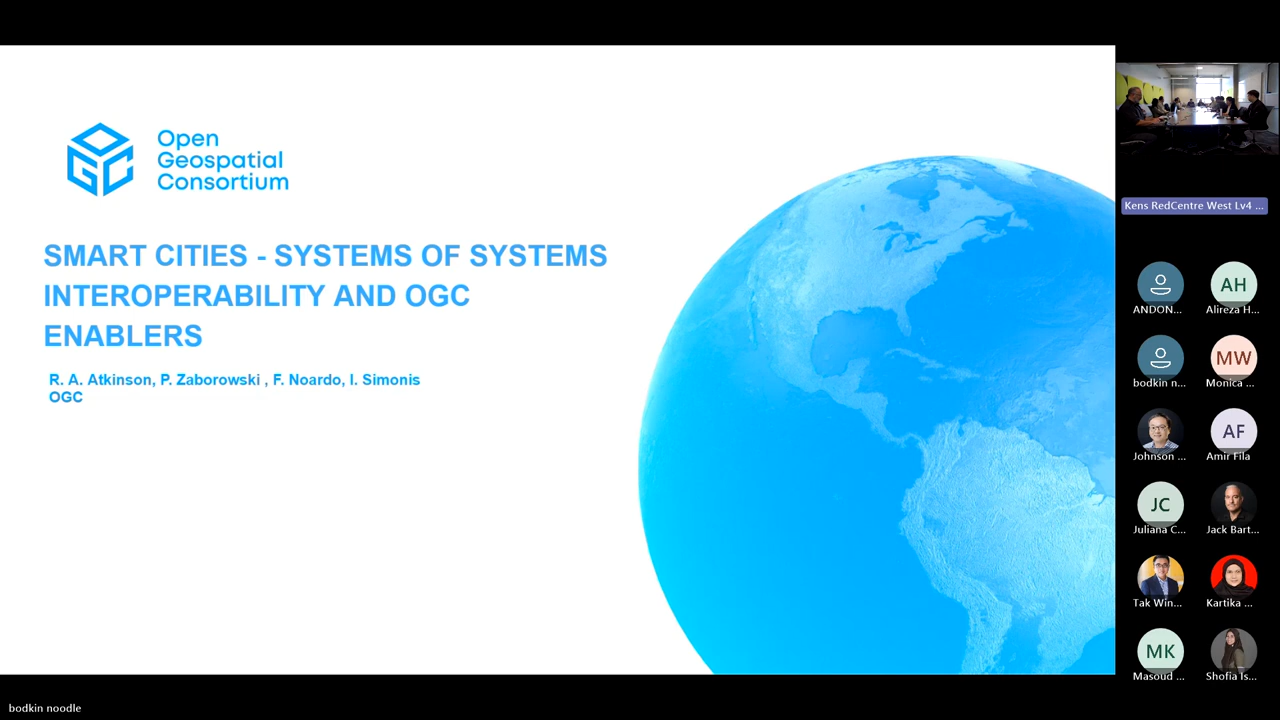 Open
Geospatial
Consortium
SMART CITIES - SYSTEMS OF SYSTEMS
INTEROPERABILITY AND OGC
ENABLERS
R. A. Atkinson, P. Zaborowski , F. Noardo, I. Simonis
OGC
Kens RedCentre West Lv4 ...
ANDON...
AH
Alireza H...
bodkin n...
MW
Monica ...
Johnson ...
AF
Amir Fila
JC
Juliana C...
Jack Bart...
Tak Win...
Kartika ...
MK
Masoud ...
Shofia Is...
bodkin noodle